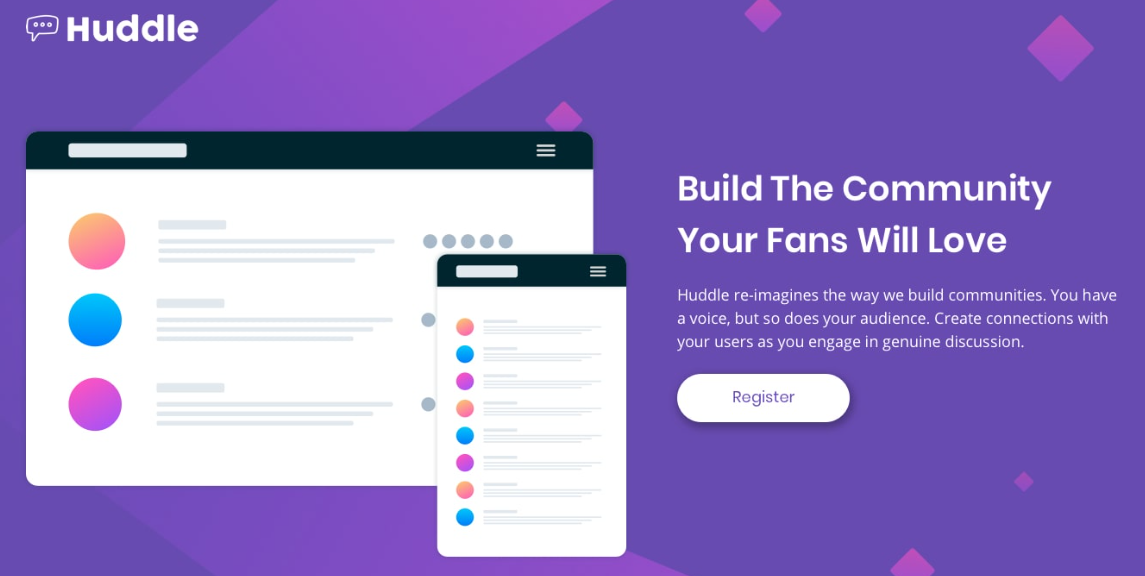 Huddle
Build The Community
Your Fans Will Love
Huddle re-imagines the way we build communities. You have
a voice, but so does your audience. Create connections with
your users as you engage in genuine discussion.
Register